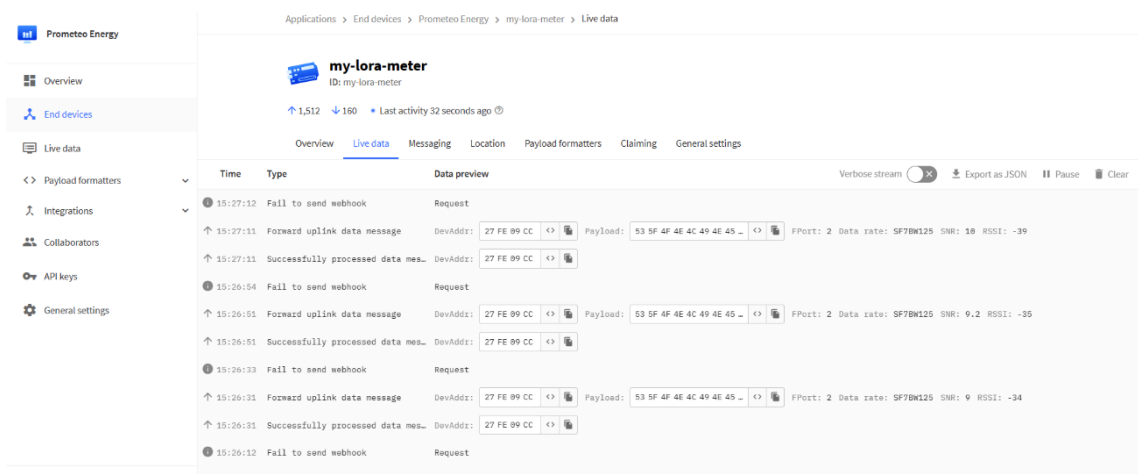 Applications > End devices > Prometeo Energy > my-lora-meter > Live data
Prometeo Energy
my-lora-meter
ID: my-lora-meter
↑ 1,512 ↓ 160 • Last activity 32 seconds ago
Overview
End devices
Live data
Payload formatters
Integrations
Collaborators
API keys
General settings
Overview Live data Messaging Location Payload formatters Claiming General settings
Time Type Data preview Verbose stream Export as JSON Pause Clear
15:27:12 Fail to send webhook Request
↑ 15:27:11 Forward uplink data message DevAddr: 27 FE 09 CC <> Payload: 53 5F 4F 4E 4C 49 4E 45 … <> FPort: 2 Data rate: SF7BW125 SNR: 10 RSSI: -39
↑ 15:27:11 Successfully processed data mes… DevAddr: 27 FE 09 CC <>
15:26:54 Fail to send webhook Request
↑ 15:26:51 Forward uplink data message DevAddr: 27 FE 09 CC <> Payload: 53 5F 4F 4E 4C 49 4E 45 … <> FPort: 2 Data rate: SF7BW125 SNR: 9.2 RSSI: -35
↑ 15:26:51 Successfully processed data mes… DevAddr: 27 FE 09 CC <>
15:26:33 Fail to send webhook Request
↑ 15:26:31 Forward uplink data message DevAddr: 27 FE 09 CC <> Payload: 53 5F 4F 4E 4C 49 4E 45 … <> FPort: 2 Data rate: SF7BW125 SNR: 9 RSSI: -34
↑ 15:26:31 Successfully processed data mes… DevAddr: 27 FE 09 CC <>
15:26:12 Fail to send webhook Request